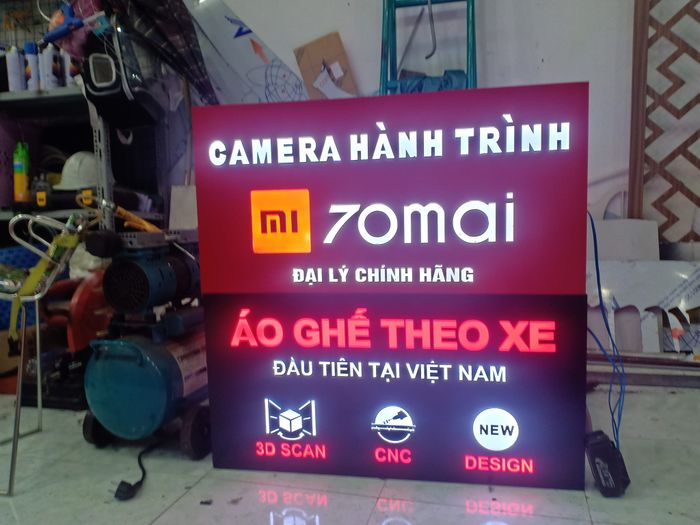 CAMERA HÀNH TRÌNH
mi 70mai
ĐẠI LÝ CHÍNH HÃNG
ÁO GHẾ THEO XE
ĐẦU TIÊN TẠI VIỆT NAM
3D SCAN CNC NEW DESIGN